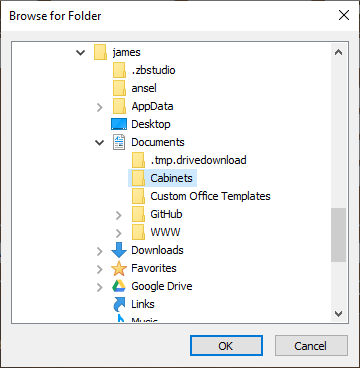 Browse for Folder
james
.zbstudio
ansel
AppData
Desktop
Documents
.tmp.drivedownload
Cabinets
Custom Office Templates
GitHub
WWW
Downloads
Favorites
Google Drive
Links
Music
OK
Cancel